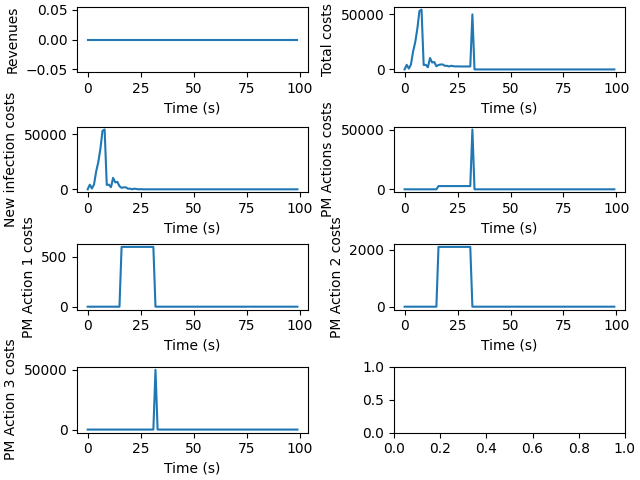 Revenues
0.05
0.00
−0.05
0 25 50 75 100
Time (s)
Total costs
50000
0
0 25 50 75 100
Time (s)
New infection costs
50000
0
0 25 50 75 100
Time (s)
PM Actions costs
50000
0
0 25 50 75 100
Time (s)
PM Action 1 costs
500
0
0 25 50 75 100
Time (s)
PM Action 2 costs
2000
0
0 25 50 75 100
Time (s)
PM Action 3 costs
50000
0
0 25 50 75 100
Time (s)
1.0
0.5
0.0
0.0 0.2 0.4 0.6 0.8 1.0